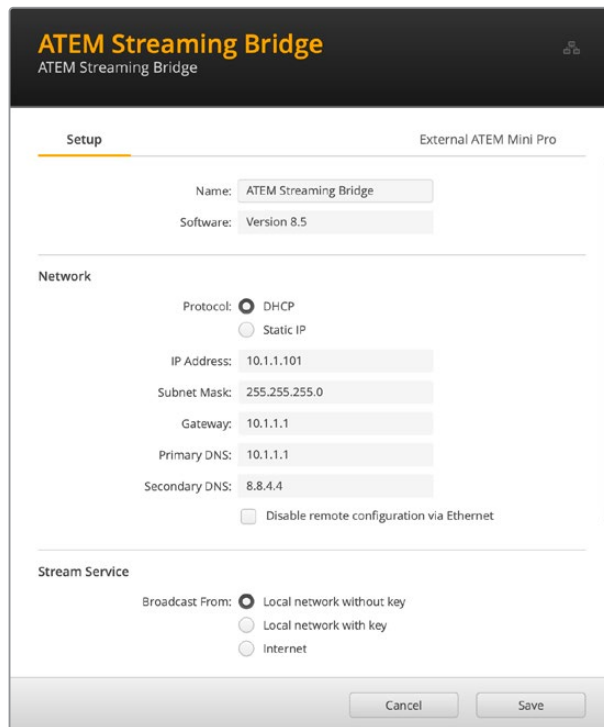 ATEM Streaming Bridge
ATEM Streaming Bridge
Setup External ATEM Mini Pro
Name: ATEM Streaming Bridge
Software: Version 8.5
Network
Protocol: DHCP
Static IP
IP Address: 10.1.1.101
Subnet Mask: 255.255.255.0
Gateway: 10.1.1.1
Primary DNS: 10.1.1.1
Secondary DNS: 8.8.4.4
Disable remote configuration via Ethernet
Stream Service
Broadcast From: Local network without key
Local network with key
Internet
Cancel Save